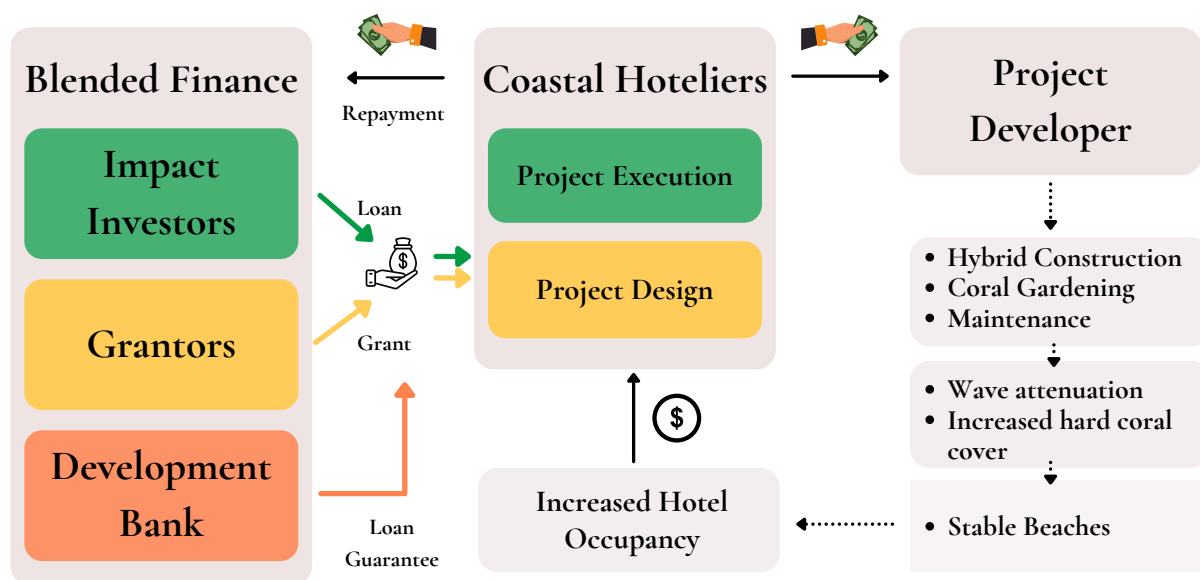 Blended Finance
Impact
Investors
Grantors
Development
Bank
Repayment
Loan
$
Grant
Loan
Guarantee
Coastal Hoteliers
Project Execution
Project Design
$
Increased Hotel
Occupancy
Project
Developer
• Hybrid Construction
• Coral Gardening
• Maintenance
• Wave attenuation
• Increased hard coral
cover
• Stable Beaches